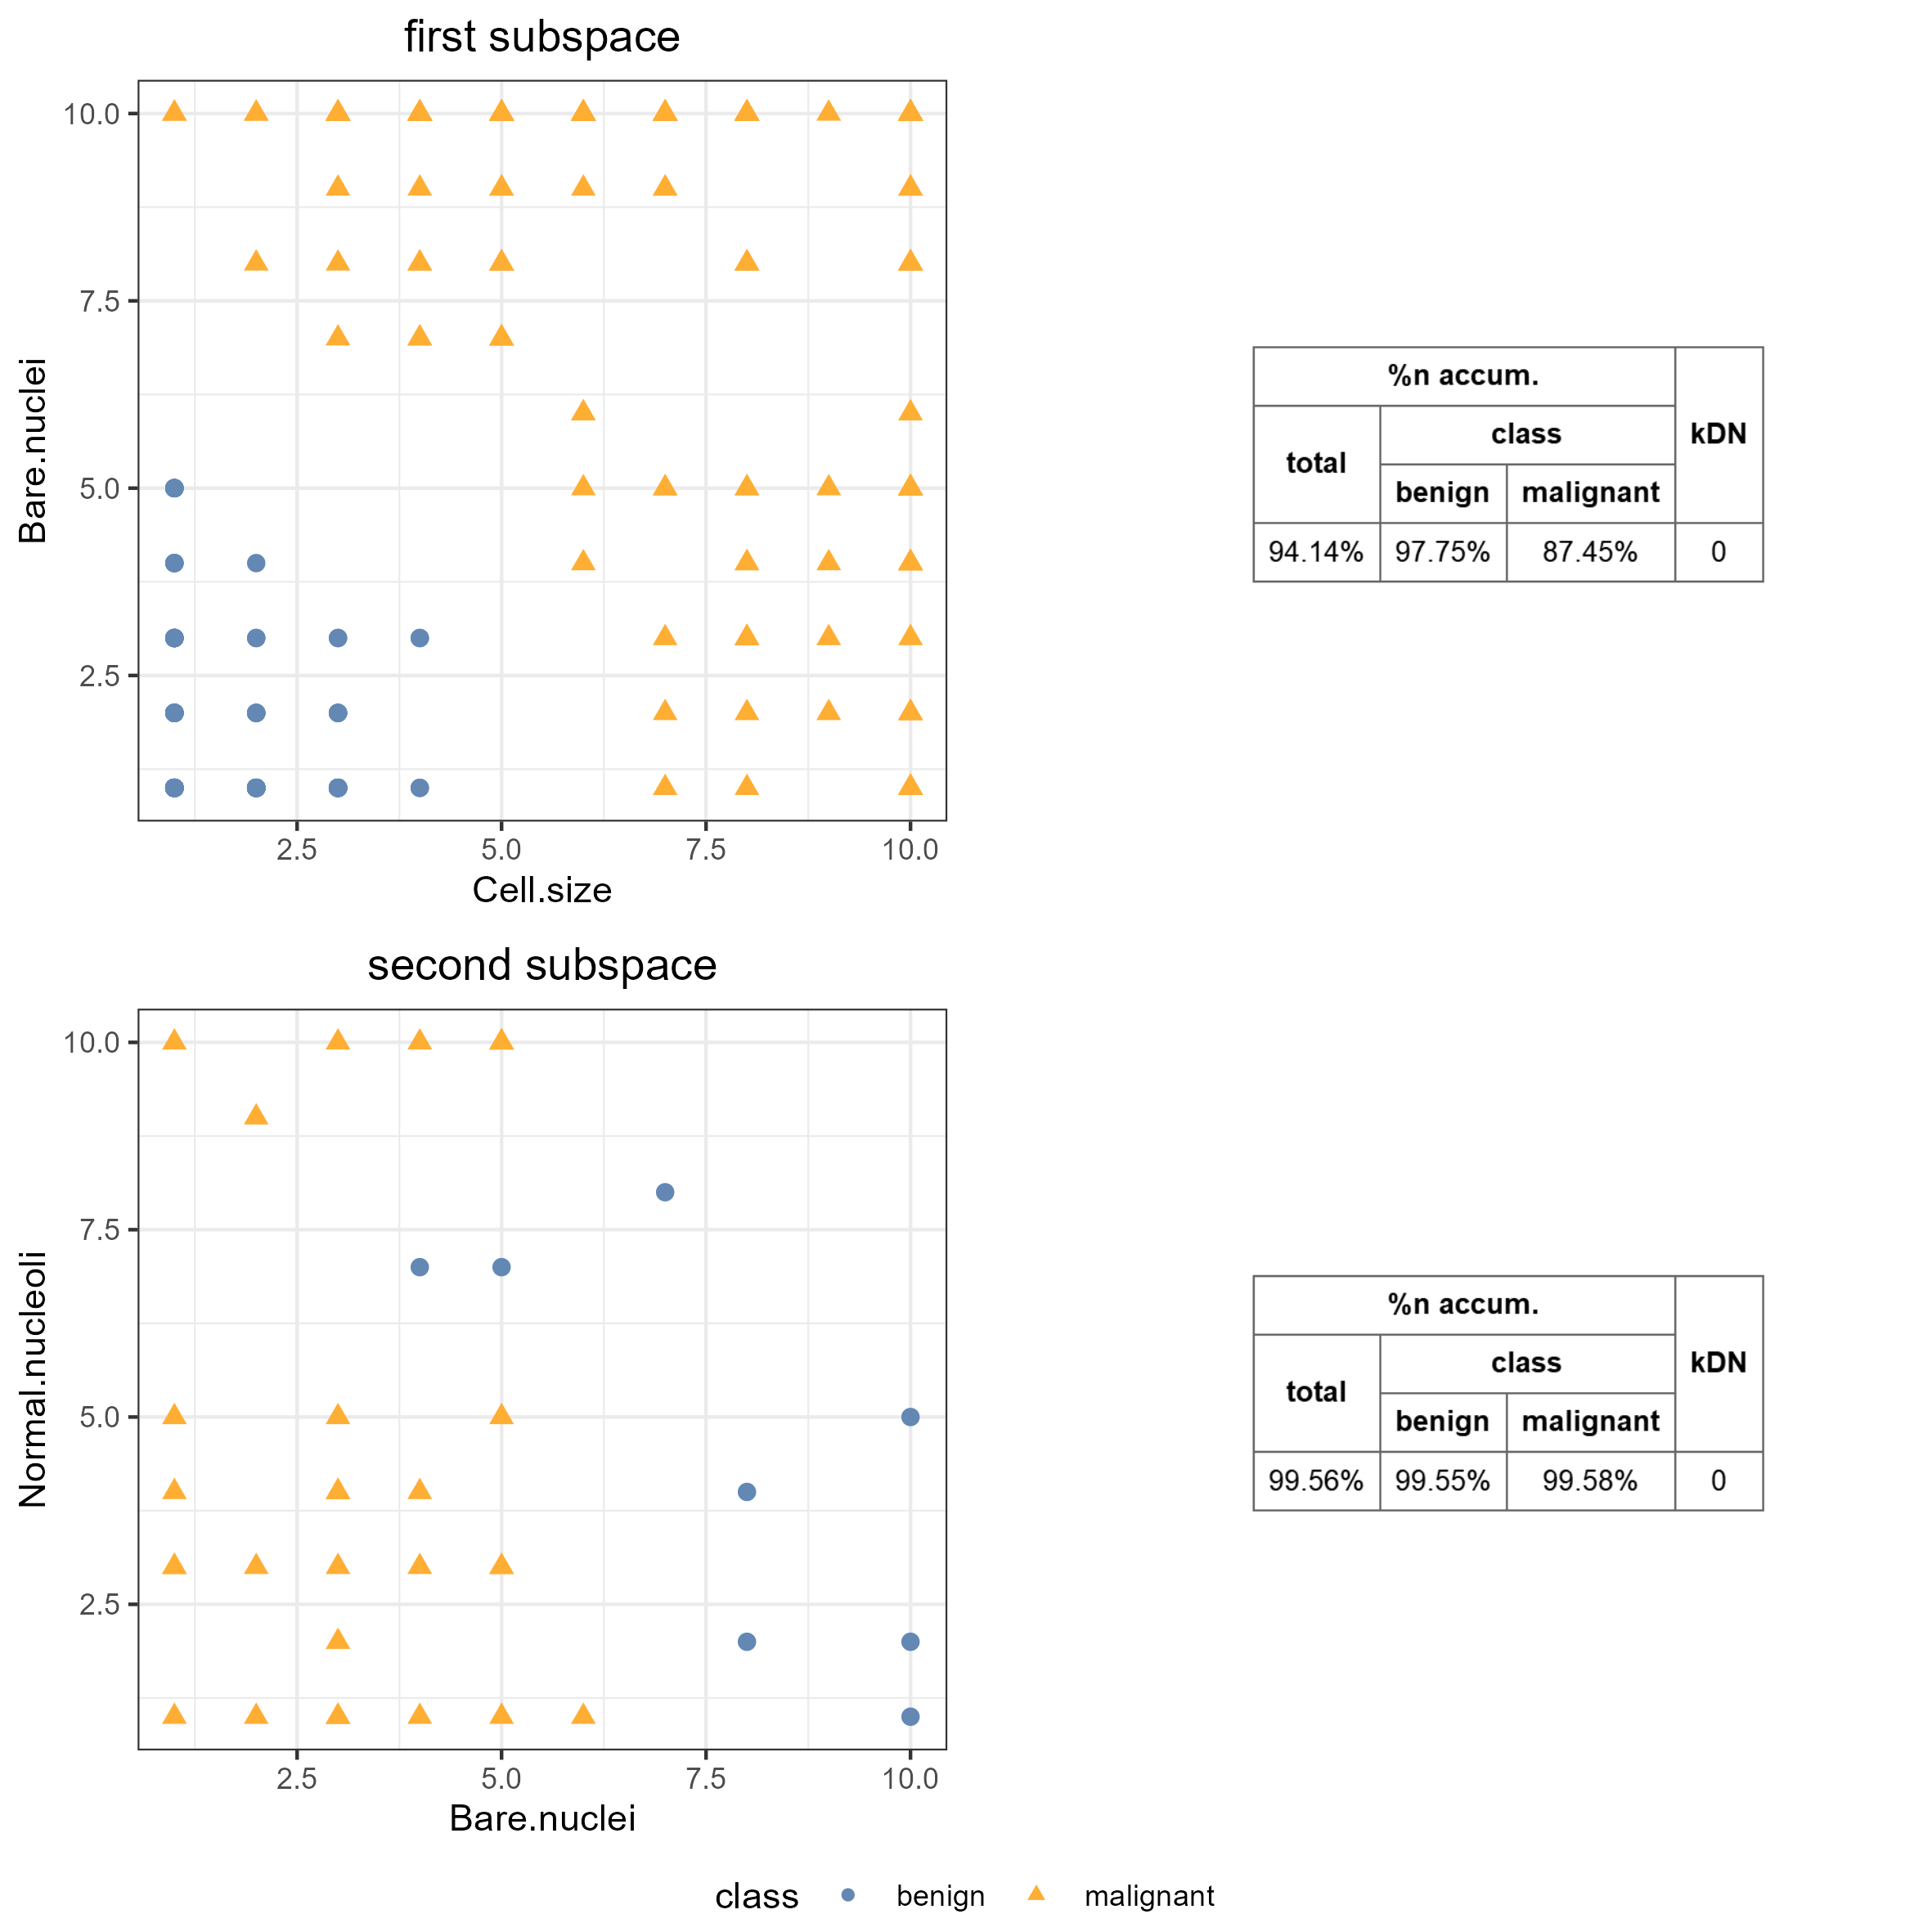 first subspace
10.0
7.5
5.0
2.5
Bare.nuclei
2.5 5.0 7.5 10.0
Cell.size
%n accum.
kDN
class
total
benign malignant
94.14% 97.75% 87.45% 0
second subspace
10.0
7.5
5.0
2.5
Normal.nucleoli
2.5 5.0 7.5 10.0
Bare.nuclei
%n accum.
kDN
class
total
benign malignant
99.56% 99.55% 99.58% 0
class benign malignant